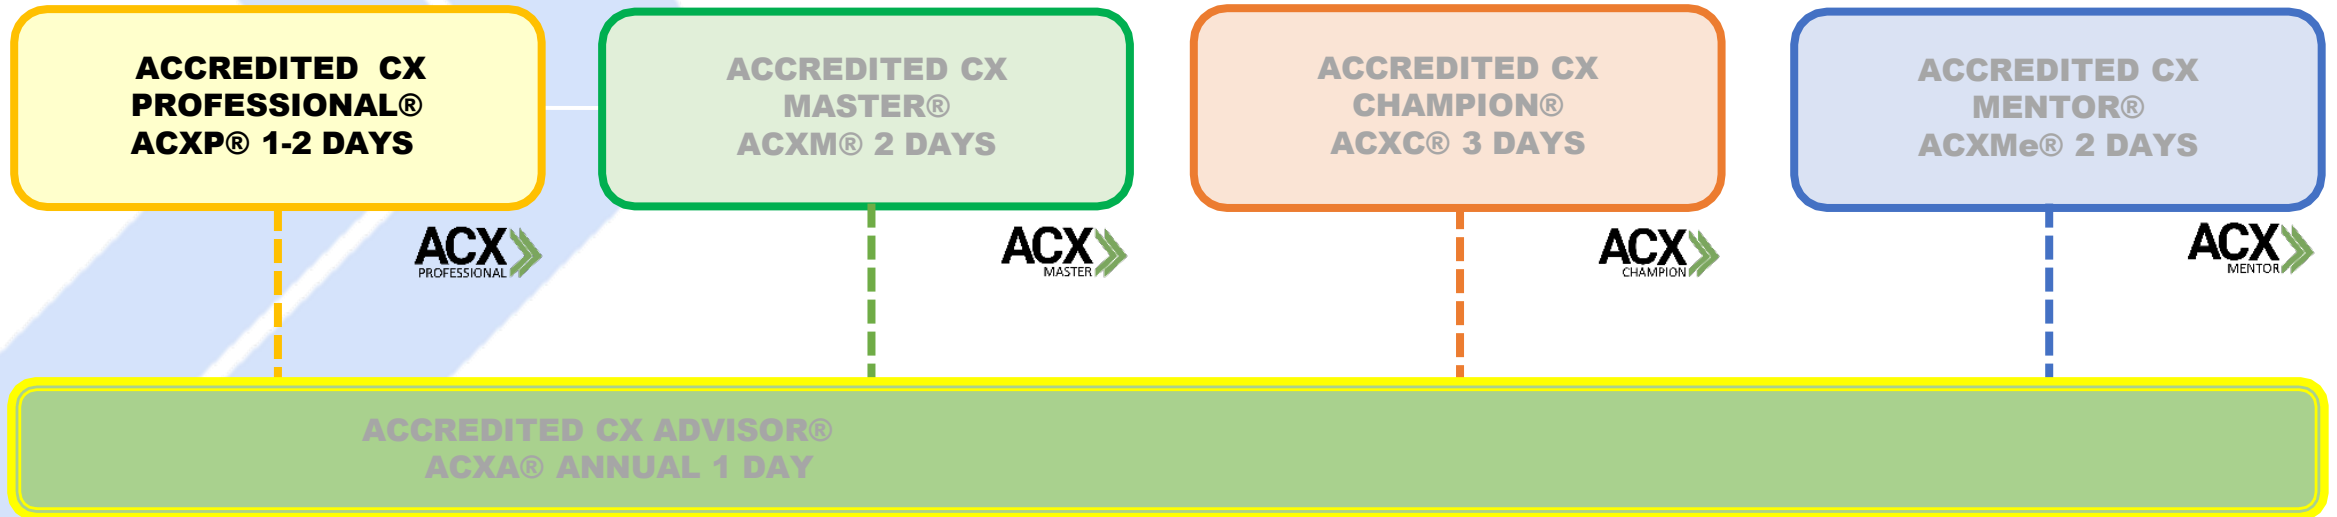 ACCREDITED CX
PROFESSIONAL®
ACXP® 1-2 DAYS
ACCREDITED CX
MASTER®
ACXM® 2 DAYS
ACCREDITED CX
CHAMPION®
ACXC® 3 DAYS
ACCREDITED CX
MENTOR®
ACXMe® 2 DAYS
ACX
PROFESSIONAL
ACX
MASTER
ACX
CHAMPION
ACX
MENTOR
ACCREDITED CX ADVISOR®
ACXA® ANNUAL 1 DAY